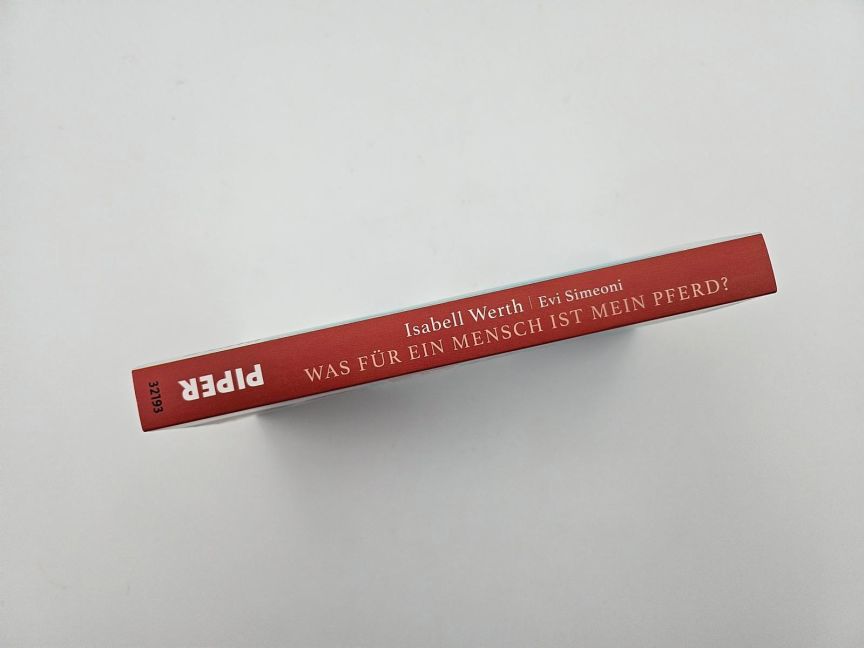 Isabell Werth | Evi Simeoni
WAS FÜR EIN MENSCH IST MEIN PFERD?
PIPER
32193